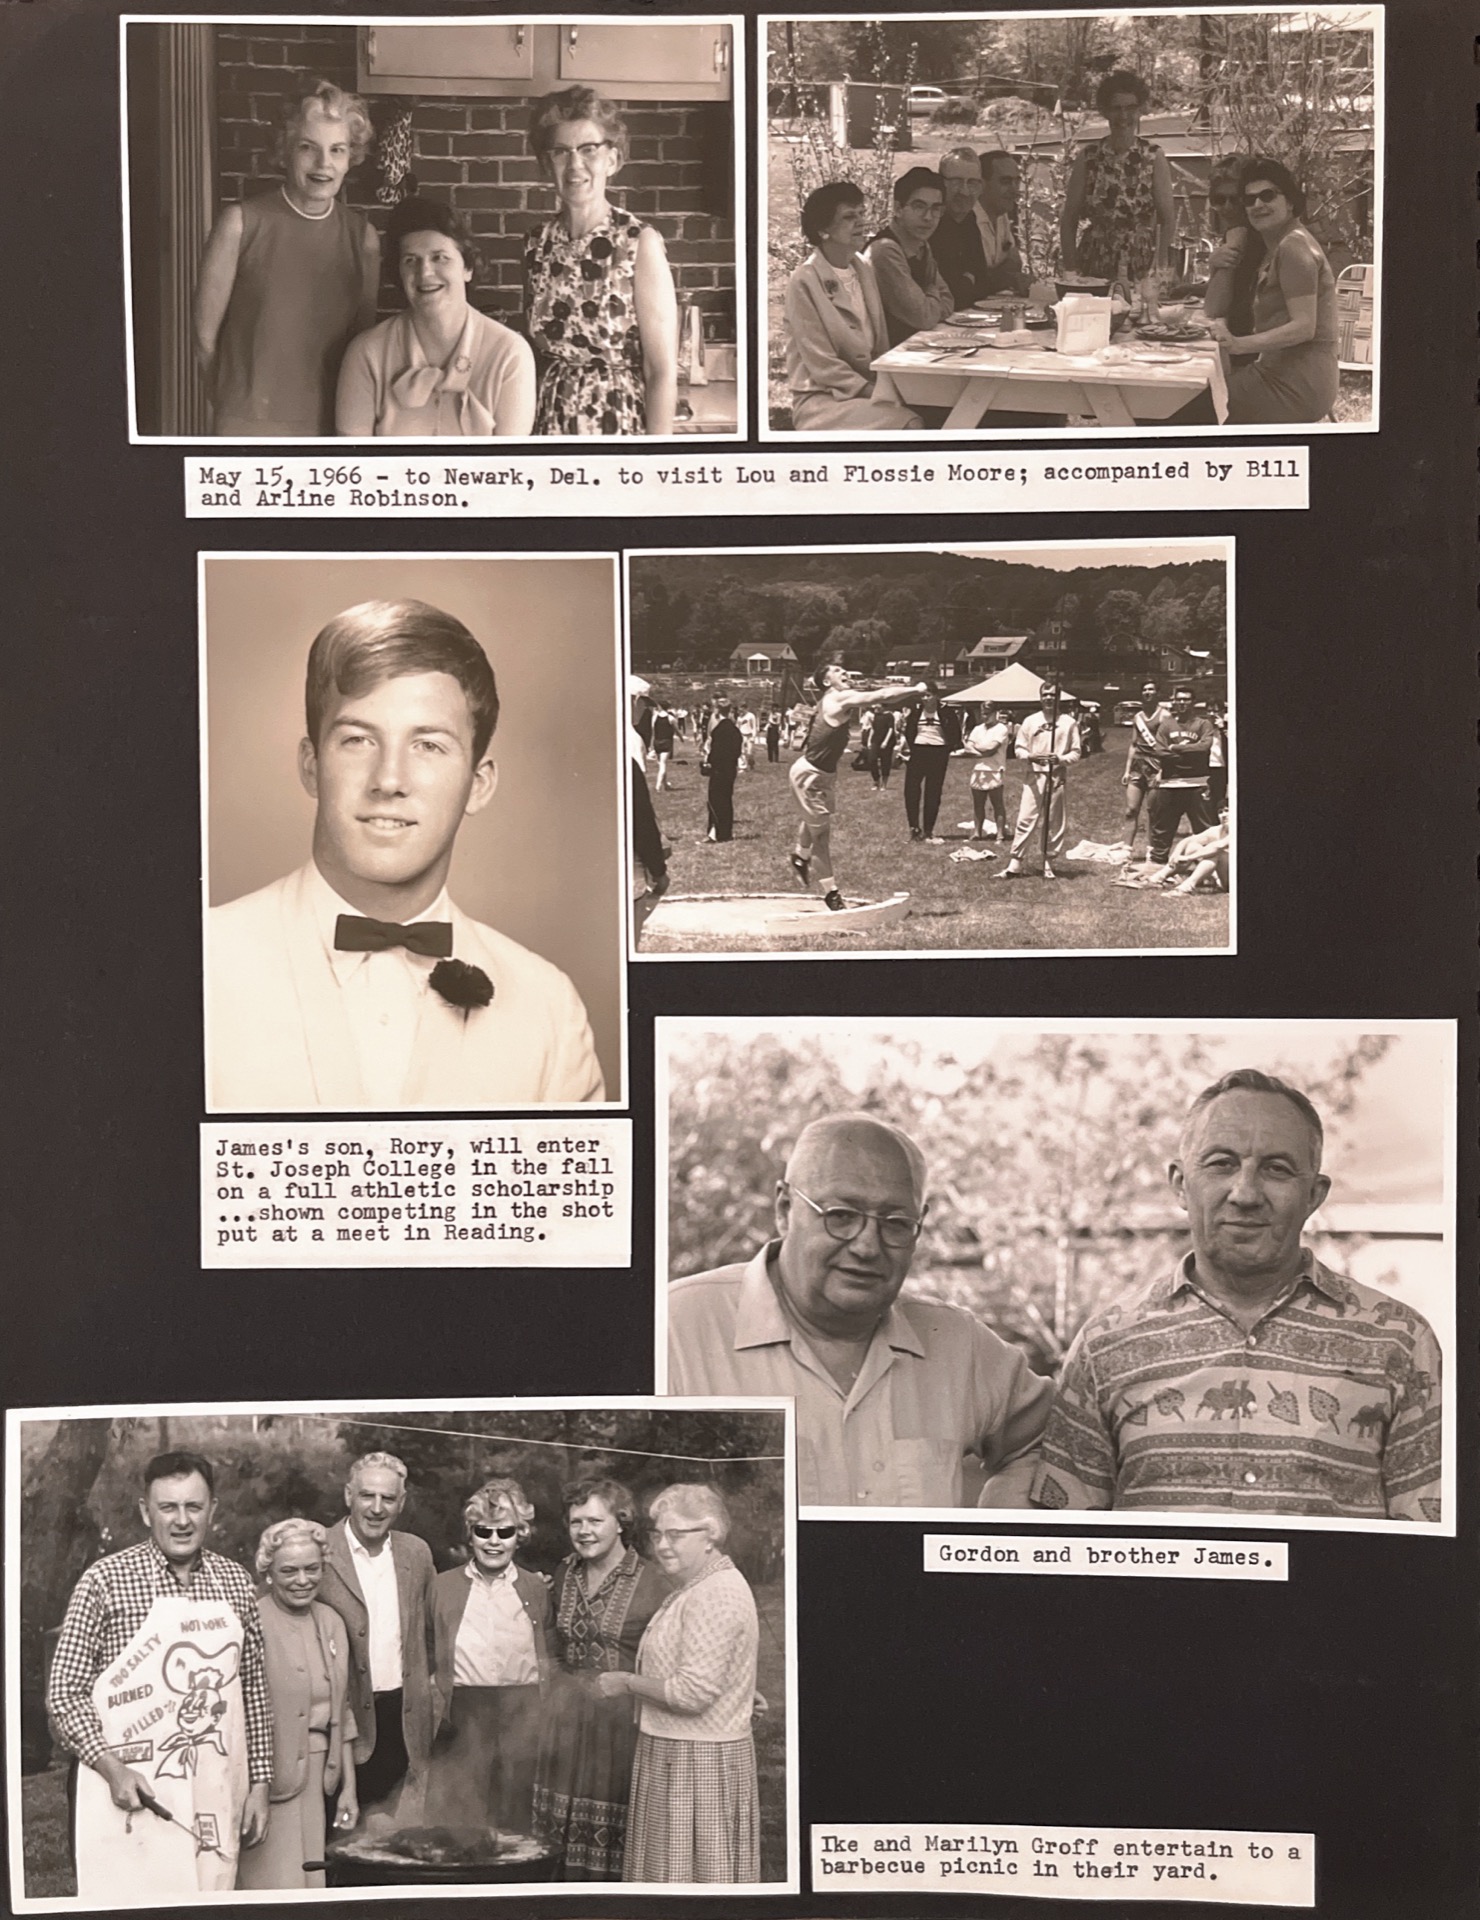 May 15, 1966 - to Newark, Del. to visit Lou and Flossie Moore; accompanied by Bill
and Arline Robinson.
James's son, Rory, will enter
St. Joseph College in the fall
on a full athletic scholarship
...shown competing in the shot
put at a meet in Reading.
Gordon and brother James.
TOO SALTY
NOT DONE
BURNED
SPILLED
Ike and Marilyn Groff entertain to a
barbecue picnic in their yard.